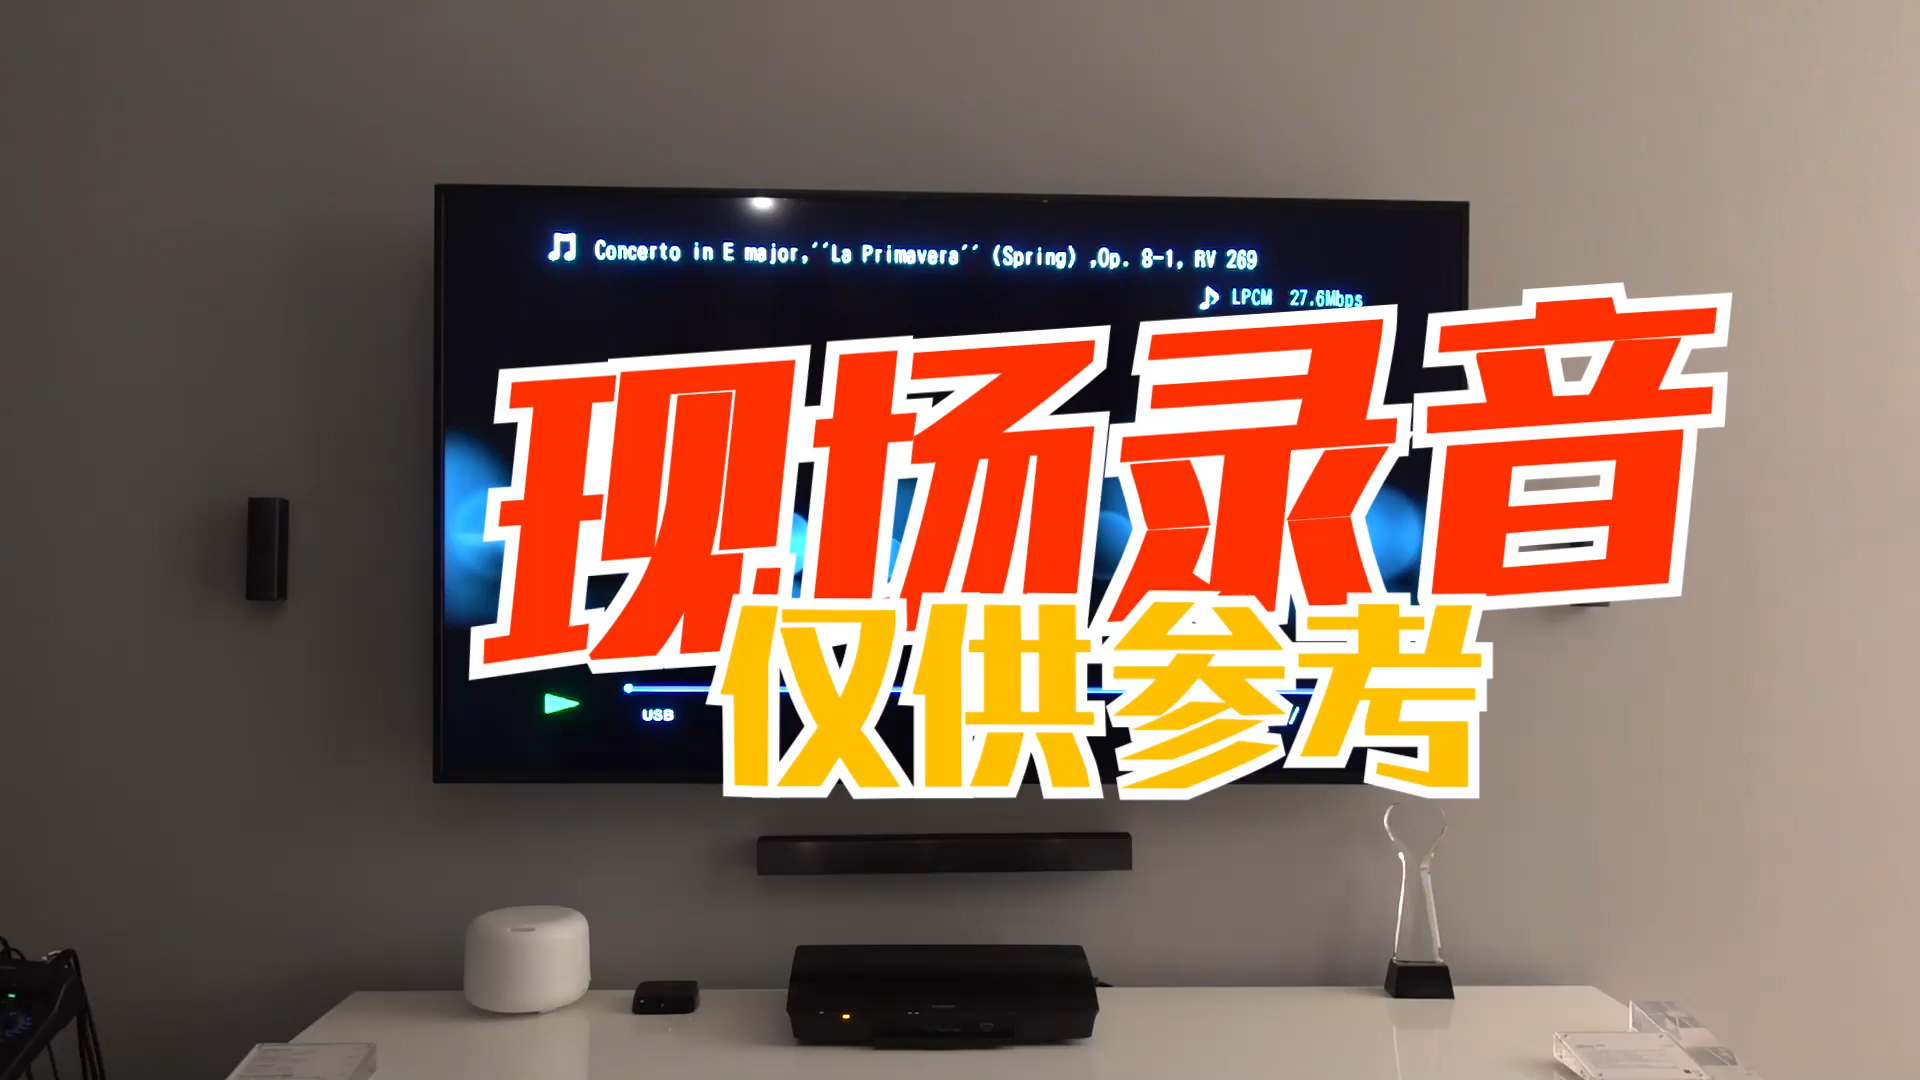 Concerto in E major,''La Primavera'' (Spring) ,Op. 8-1, RV 269
LPCM 27.6Mbps
现场录音
仅供参考
USB